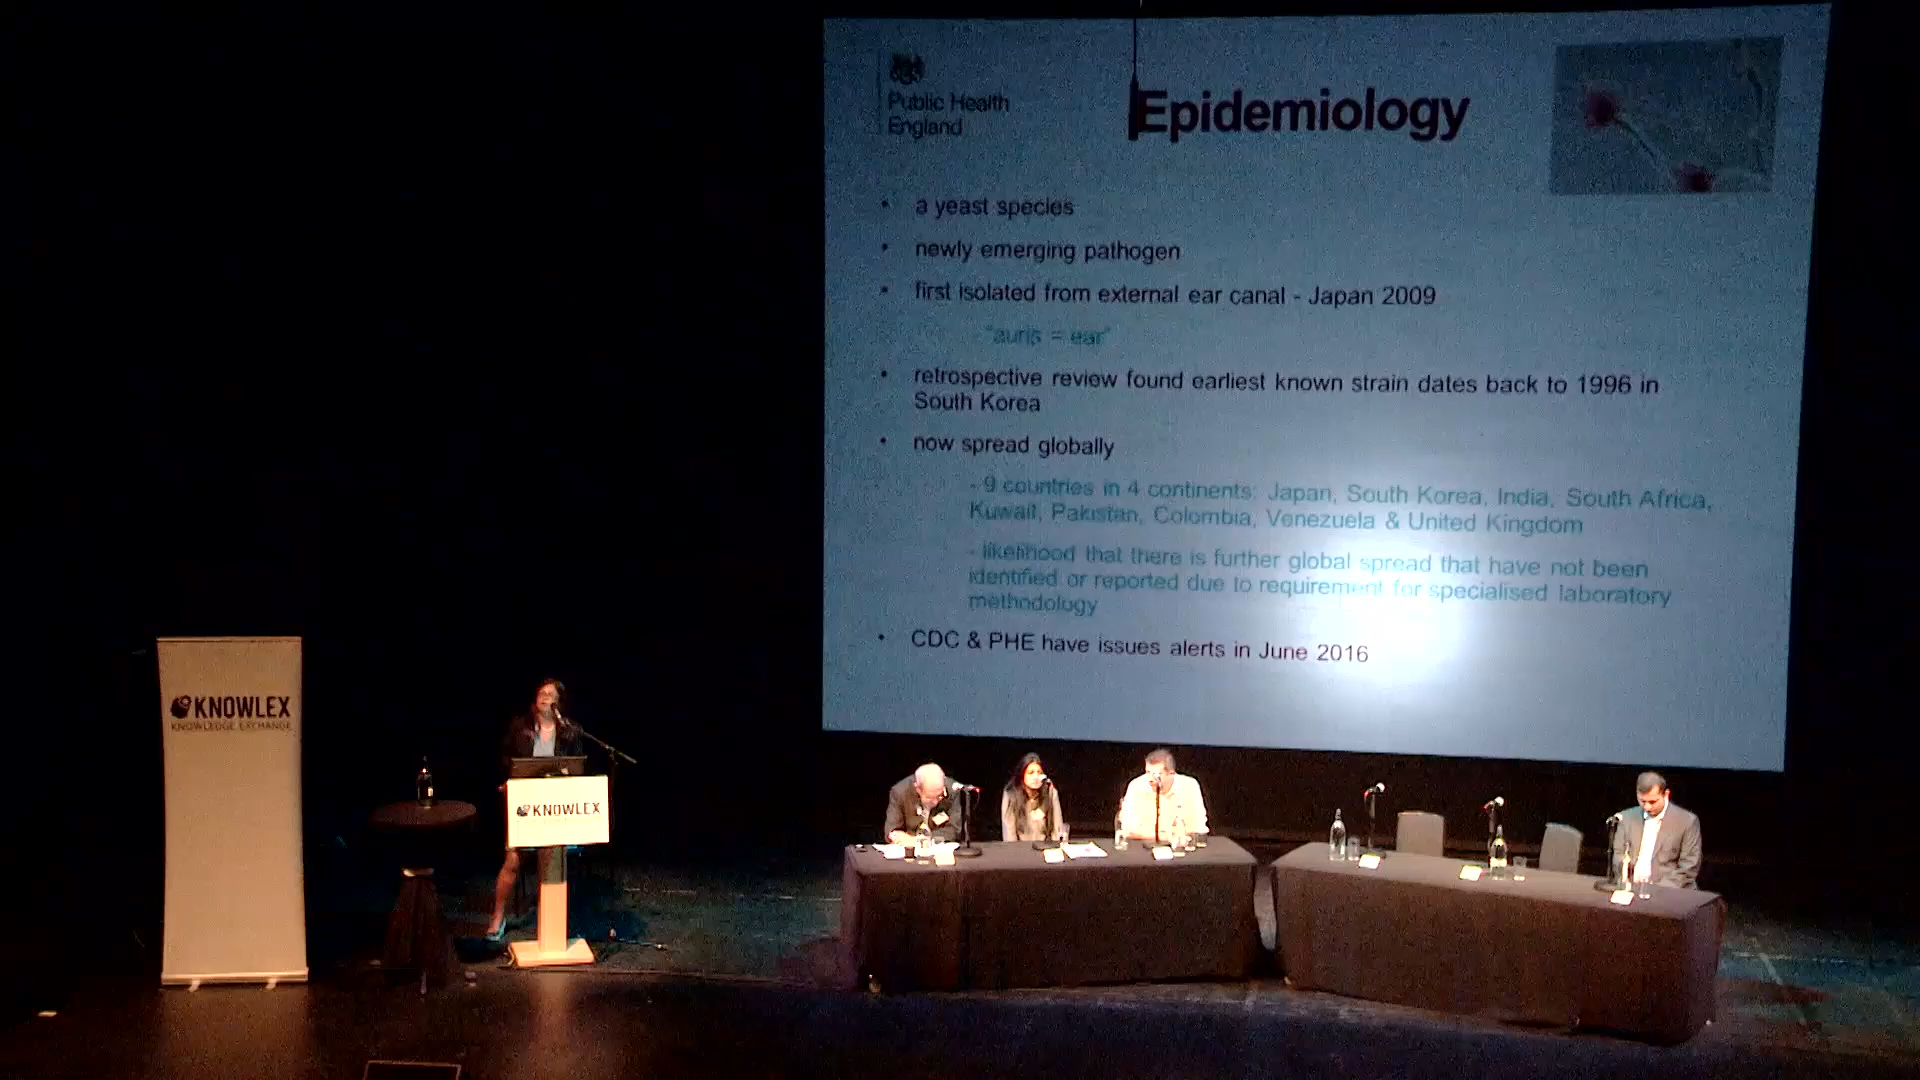 Public Health
England
Epidemiology
• a yeast species
• newly emerging pathogen
• first isolated from external ear canal - Japan 2009
- "auris = ear"
• retrospective review found earliest known strain dates back to 1996 in
South Korea
• now spread globally
- 9 countries in 4 continents: Japan, South Korea, India, South Africa,
Kuwait, Pakistan, Colombia, Venezuela & United Kingdom
- likelihood that there is further global spread that have not been
identified or reported due to requirement for specialised laboratory
methodology
• CDC & PHE have issues alerts in June 2016
KNOWLEX
KNOWLEDGE EXCHANGE
KNOWLEX